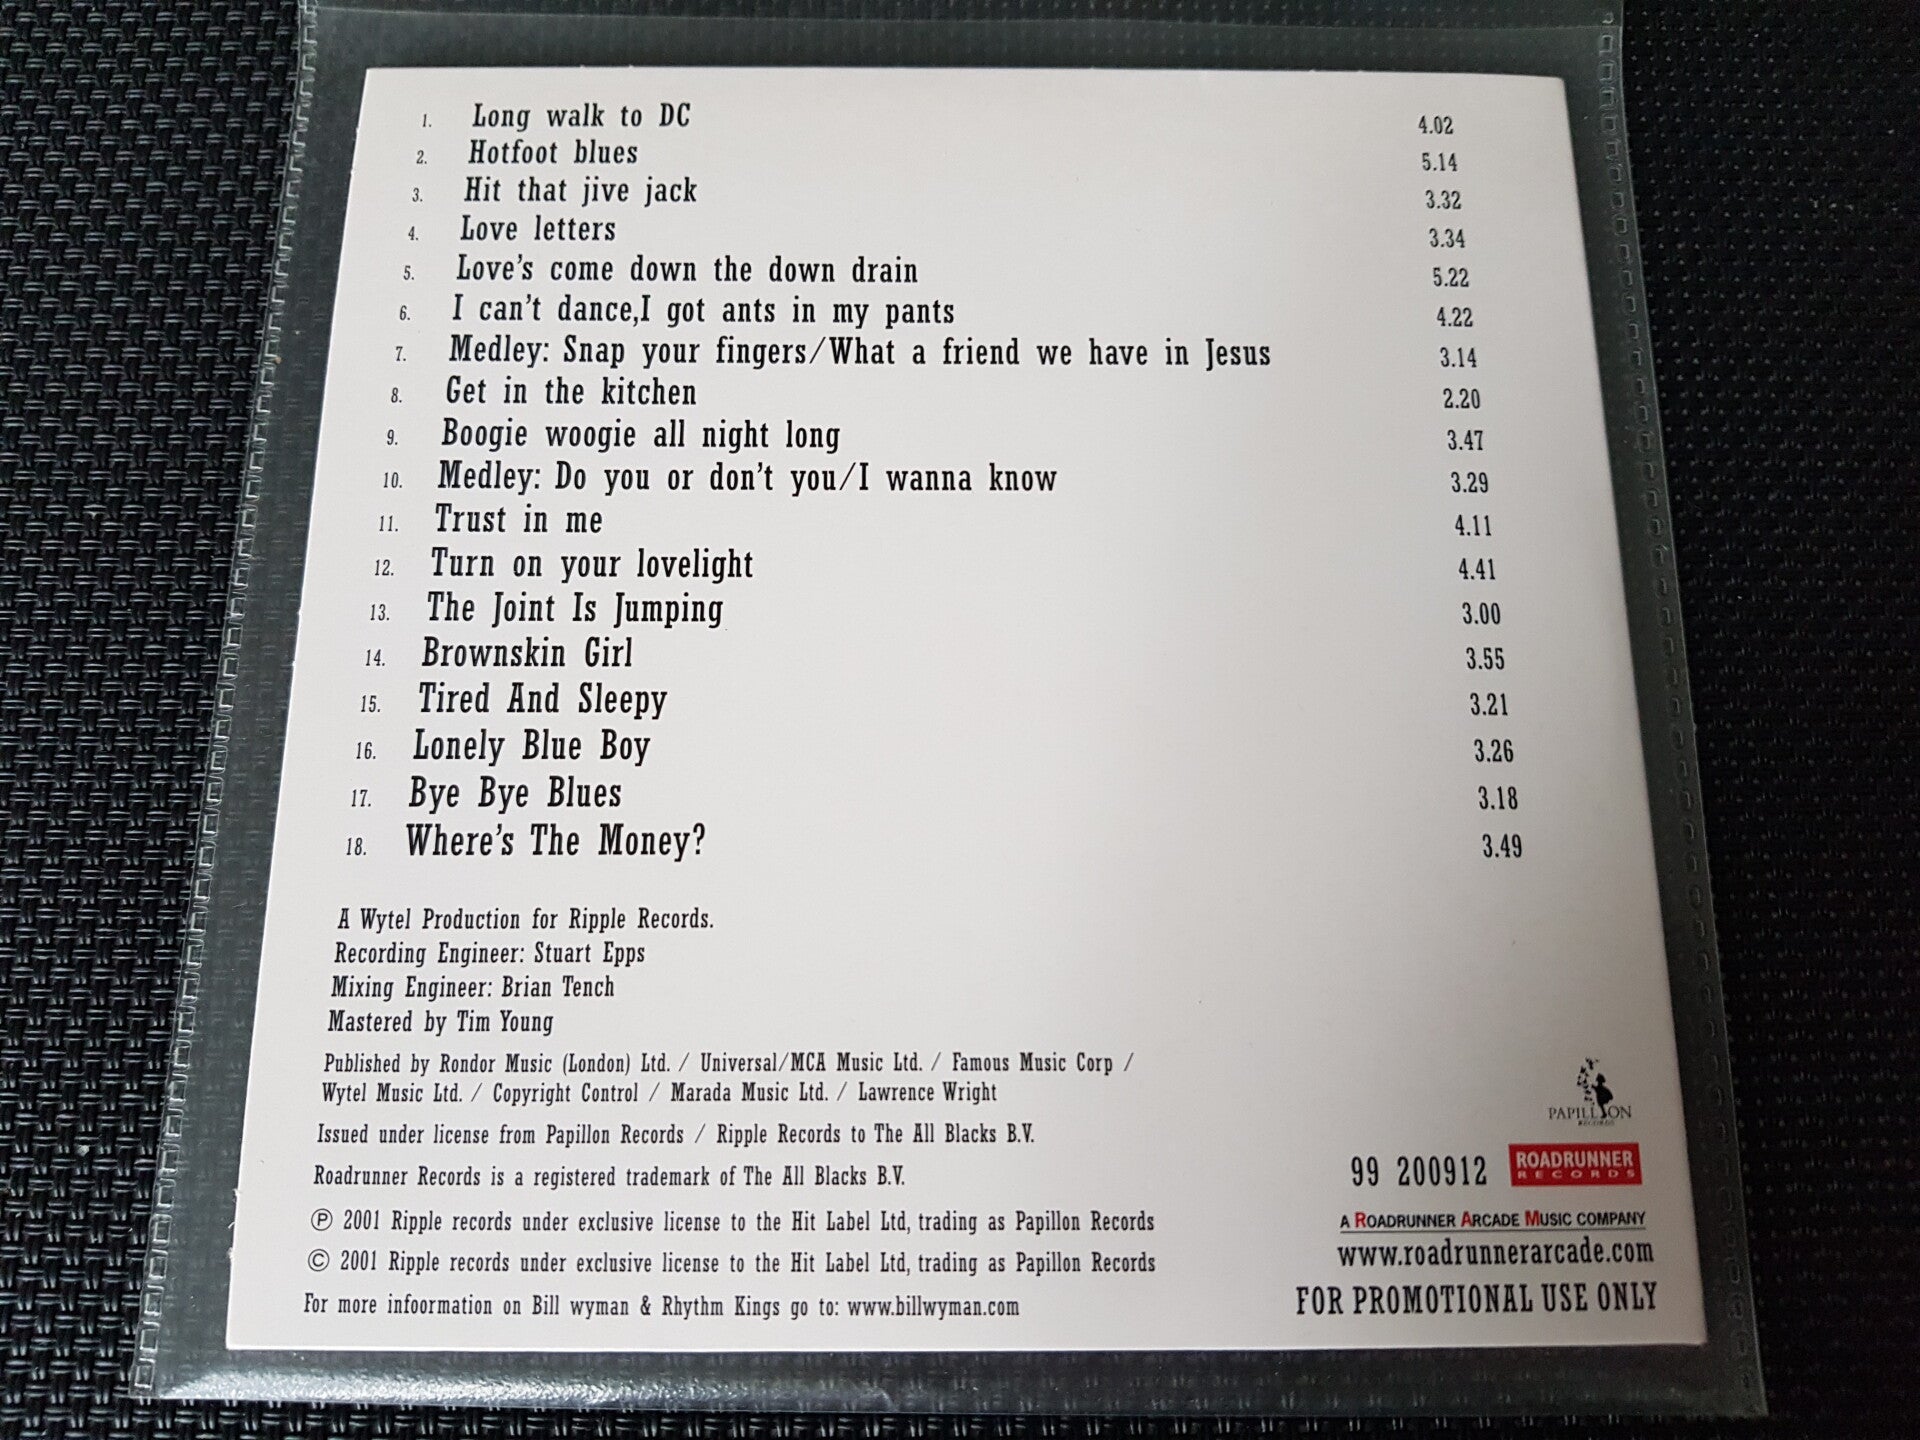 1. Long walk to DC 4.02
2. Hotfoot blues 5.14
3. Hit that jive jack 3.32
4. Love letters 3.34
5. Love's come down the down drain 5.22
6. I can't dance,I got ants in my pants 4.22
7. Medley: Snap your fingers/What a friend we have in Jesus 3.14
8. Get in the kitchen 2.20
9. Boogie woogie all night long 3.47
10. Medley: Do you or don't you/I wanna know 3.29
11. Trust in me 4.11
12. Turn on your lovelight 4.41
13. The Joint Is Jumping 3.00
14. Brownskin Girl 3.55
15. Tired And Sleepy 3.21
16. Lonely Blue Boy 3.26
17. Bye Bye Blues 3.18
18. Where's The Money? 3.49
A Wytel Production for Ripple Records.
Recording Engineer: Stuart Epps
Mixing Engineer: Brian Tench
Mastered by Tim Young
Published by Rondor Music (London) Ltd. / Universal/MCA Music Ltd. / Famous Music Corp /
Wytel Music Ltd. / Copyright Control / Marada Music Ltd. / Lawrence Wright
Issued under license from Papillon Records / Ripple Records to The All Blacks B.V.
Roadrunner Records is a registered trademark of The All Blacks B.V.
℗ 2001 Ripple records under exclusive license to the Hit Label Ltd, trading as Papillon Records
© 2001 Ripple records under exclusive license to the Hit Label Ltd, trading as Papillon Records
For more infoormation on Bill wyman & Rhythm Kings go to: www.billwyman.com
PAPILLON
RECORDS
99 200912
ROADRUNNER
RECORDS
A ROADRUNNER ARCADE MUSIC COMPANY
www.roadrunnerarcade.com
FOR PROMOTIONAL USE ONLY